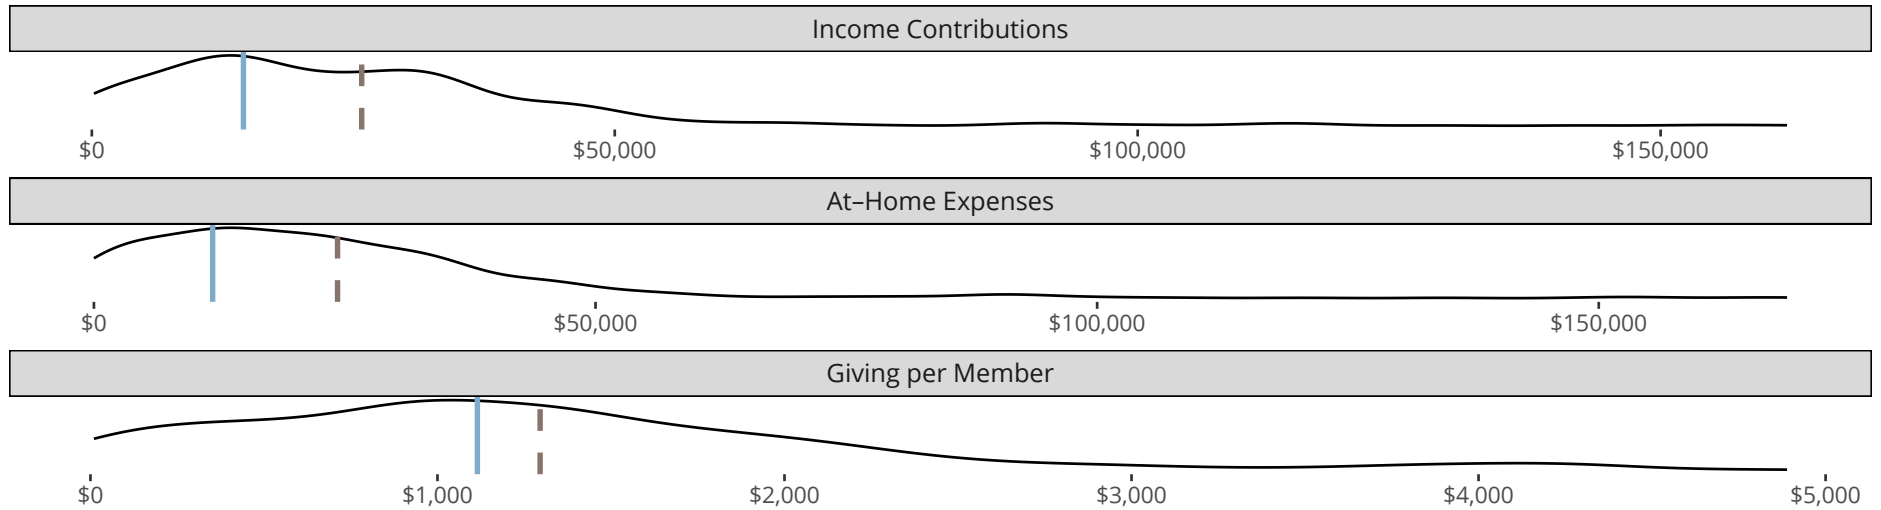 Income Contributions
$0 $50,000 $100,000 $150,000
At–Home Expenses
$0 $50,000 $100,000 $150,000
Giving per Member
$0 $1,000 $2,000 $3,000 $4,000 $5,000